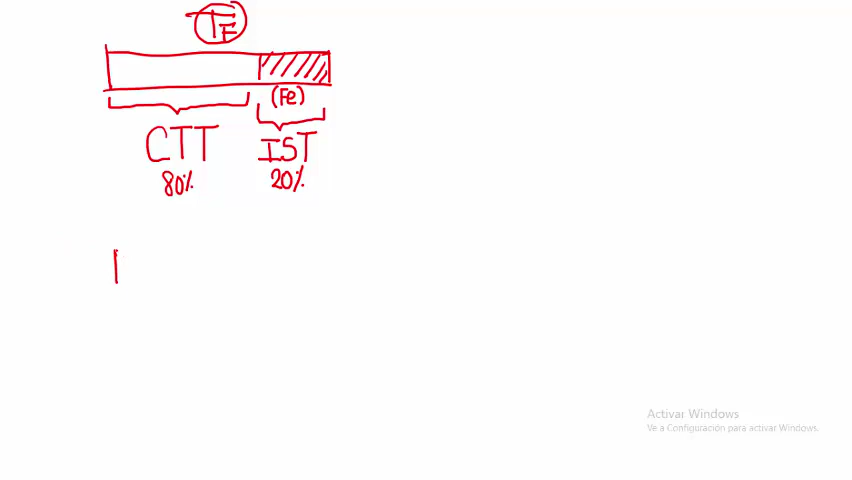 TF
(Fe)
CTT IST
80% 20%
Activar Windows
Ve a Configuración para activar Windows.